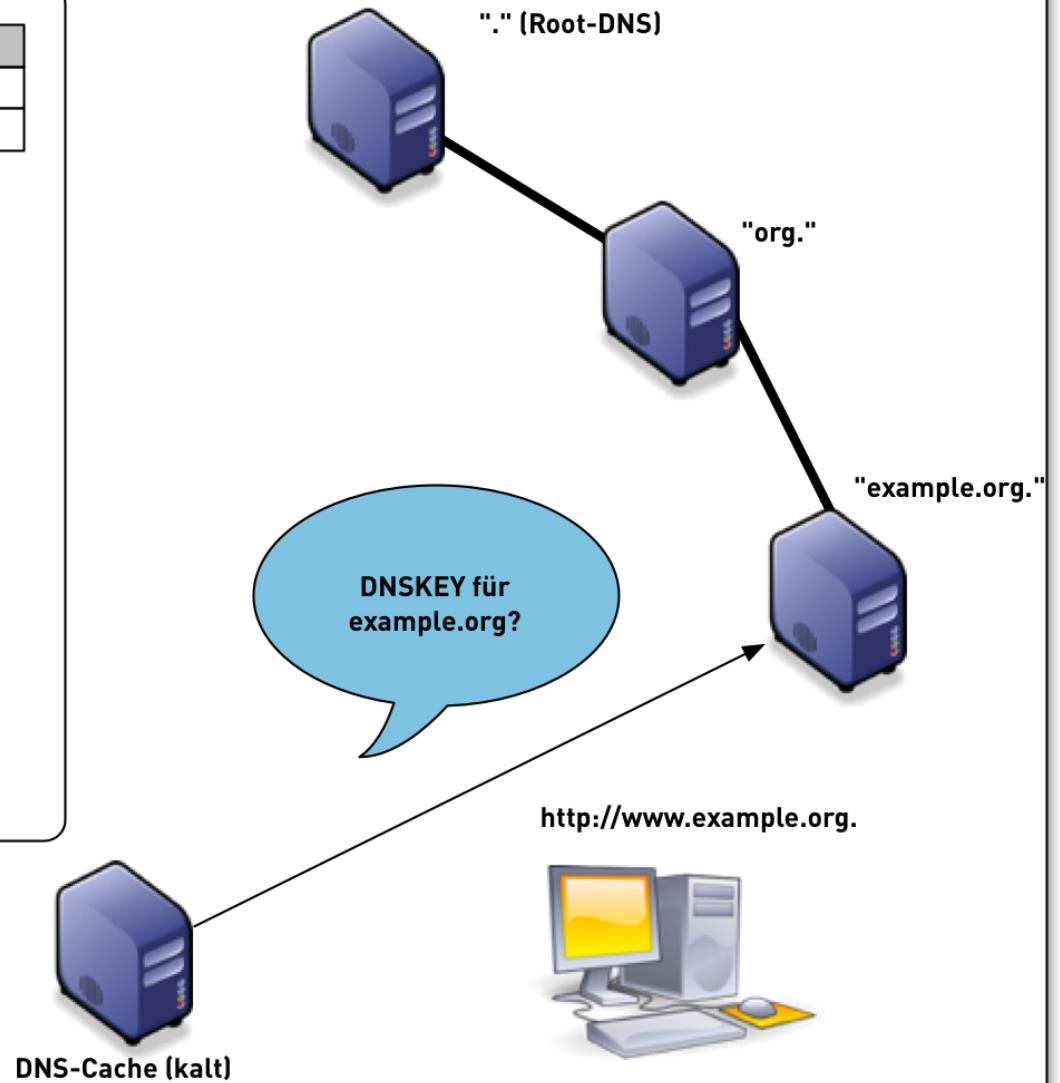 "." (Root-DNS)
"org."
"example.org."
DNSKEY für
example.org?
http://www.example.org.
DNS-Cache (kalt)